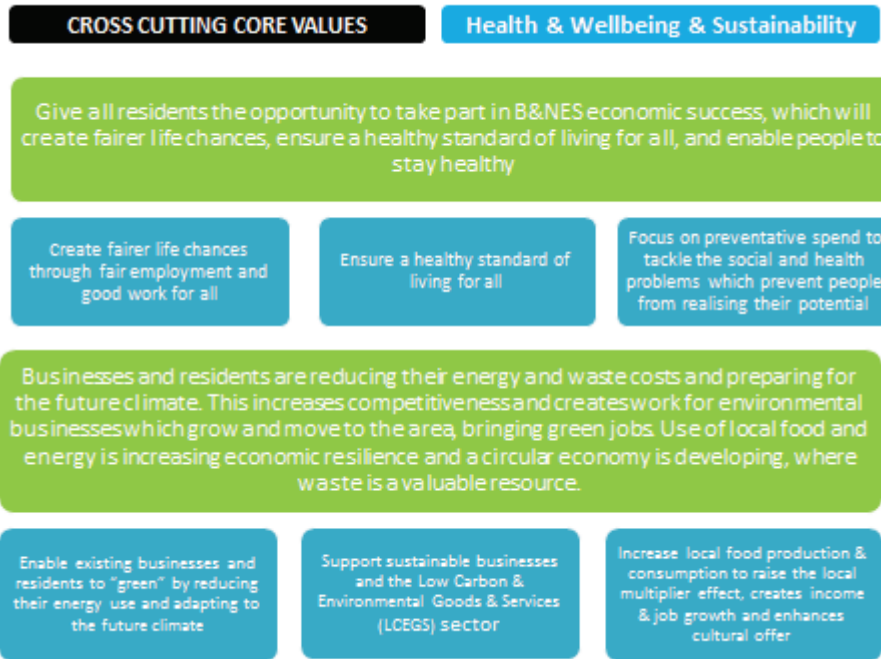 CROSS CUTTING CORE VALUES
Health & Wellbeing & Sustainability
Give all residents the opportunity to take part in B&NES economic success, which will
create fairer life chances, ensure a healthy standard of living for all, and enable people to
stay healthy
Create fairer life chances
through fair employment and
good work for all
Ensure a healthy standard of
living for all
Focus on preventative spend to
tackle the social and health
problems which prevent people
from realising their potential
Businesses and residents are reducing their energy and waste costs and preparing for
the future climate. This increases competitiveness and creates work for environmental
businesses which grow and move to the area, bringing green jobs. Use of local food and
energy is increasing economic resilience and a circular economy is developing, where
waste is a valuable resource.
Enable existing businesses and
residents to "green" by reducing
their energy use and adapting to
the future climate
Support sustainable businesses
and the Low Carbon &
Environmental Goods & Services
(LCEGS) sector
Increase local food production &
consumption to raise the local
multiplier effect, creates income
& job growth and enhances
cultural offer